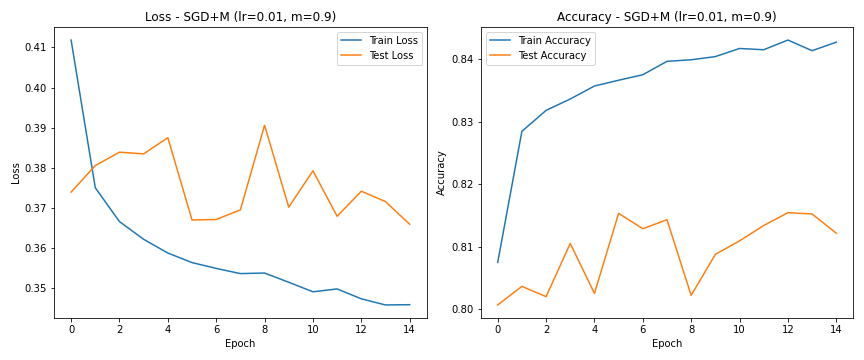 Loss - SGD+M (lr=0.01, m=0.9)
Train Loss
Test Loss
Loss
0.41
0.40
0.39
0.38
0.37
0.36
0.35
0 2 4 6 8 10 12 14
Epoch
Accuracy - SGD+M (lr=0.01, m=0.9)
Train Accuracy
Test Accuracy
Accuracy
0.84
0.83
0.82
0.81
0.80
0 2 4 6 8 10 12 14
Epoch